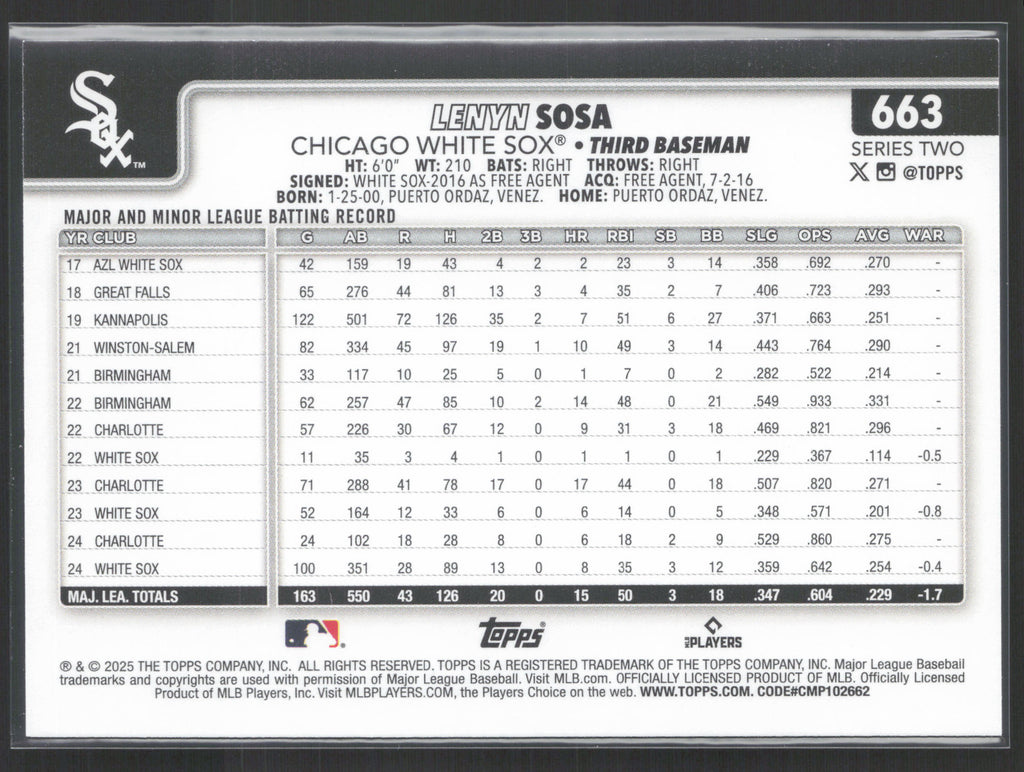 Sox
TM
LENYN SOSA
663
CHICAGO WHITE SOX® • THIRD BASEMAN
SERIES TWO
HT: 6'0" WT: 210 BATS: RIGHT THROWS: RIGHT
@TOPPS
SIGNED: WHITE SOX-2016 AS FREE AGENT ACQ: FREE AGENT, 7-2-16
BORN: 1-25-00, PUERTO ORDAZ, VENEZ. HOME: PUERTO ORDAZ, VENEZ.
MAJOR AND MINOR LEAGUE BATTING RECORD
YR CLUB G AB R H 2B 3B HR RBI SB BB SLG OPS AVG WAR
17 AZL WHITE SOX 42 159 19 43 4 2 2 23 3 14 .358 .692 .270 -
18 GREAT FALLS 65 276 44 81 13 3 4 35 2 7 .406 .723 .293 -
19 KANNAPOLIS 122 501 72 126 35 2 7 51 6 27 .371 .663 .251 -
21 WINSTON-SALEM 82 334 45 97 19 1 10 49 3 14 .443 .764 .290 -
21 BIRMINGHAM 33 117 10 25 5 0 1 7 0 2 .282 .522 .214 -
22 BIRMINGHAM 62 257 47 85 10 2 14 48 0 21 .549 .933 .331 -
22 CHARLOTTE 57 226 30 67 12 0 9 31 3 18 .469 .821 .296 -
22 WHITE SOX 11 35 3 4 1 0 1 1 0 1 .229 .367 .114 -0.5
23 CHARLOTTE 71 288 41 78 17 0 17 44 0 18 .507 .820 .271 -
23 WHITE SOX 52 164 12 33 6 0 6 14 0 5 .348 .571 .201 -0.8
24 CHARLOTTE 24 102 18 28 8 0 6 18 2 9 .529 .860 .275 -
24 WHITE SOX 100 351 28 89 13 0 8 35 3 12 .359 .642 .254 -0.4
MAJ. LEA. TOTALS 163 550 43 126 20 0 15 50 3 18 .347 .604 .229 -1.7
Topps®
MLB PLAYERS
® & © 2025 THE TOPPS COMPANY, INC. ALL RIGHTS RESERVED. TOPPS IS A REGISTERED TRADEMARK OF THE TOPPS COMPANY, INC. Major League Baseball
trademarks and copyrights are used with permission of Major League Baseball. Visit MLB.com. OFFICIALLY LICENSED PRODUCT OF MLB. Officially Licensed
Product of MLB Players, Inc. Visit MLBPLAYERS.COM, the Players Choice on the web. WWW.TOPPS.COM. CODE#CMP102662